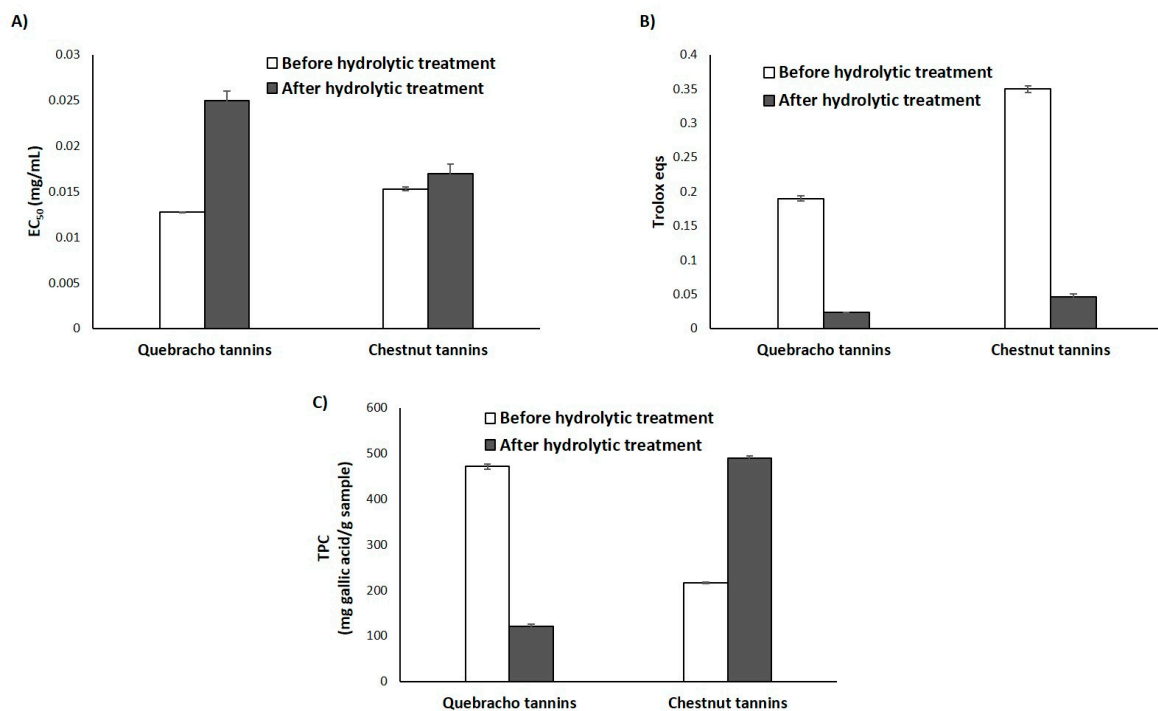 A)
0.03
0.025
0.02
0.015
0.01
0.005
0
EC₅₀ (mg/mL)
Before hydrolytic treatment
After hydrolytic treatment
Quebracho tannins
Chestnut tannins
B)
0.4
0.35
0.3
0.25
0.2
0.15
0.1
0.05
0
Trolox eqs
Before hydrolytic treatment
After hydrolytic treatment
Quebracho tannins
Chestnut tannins
C)
600
500
400
300
200
100
0
TPC
(mg gallic acid/g sample)
Before hydrolytic treatment
After hydrolytic treatment
Quebracho tannins
Chestnut tannins